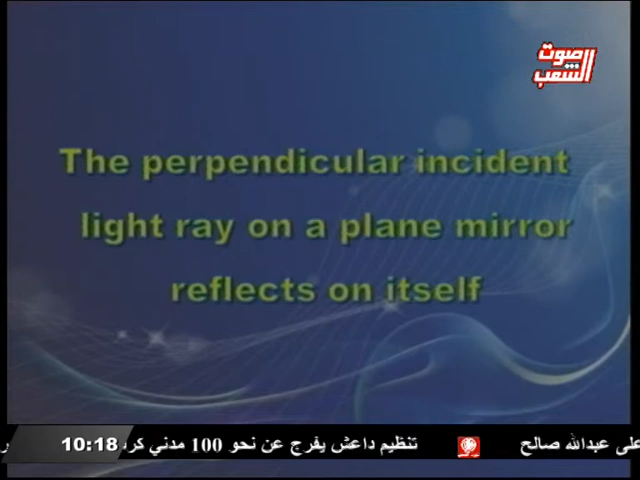 صوت
الشعب
The perpendicular incident
light ray on a plane mirror
reflects on itself
على عبدالله صالح تنظيم داعش يفرج عن نحو 100 مدني كرد
10:18